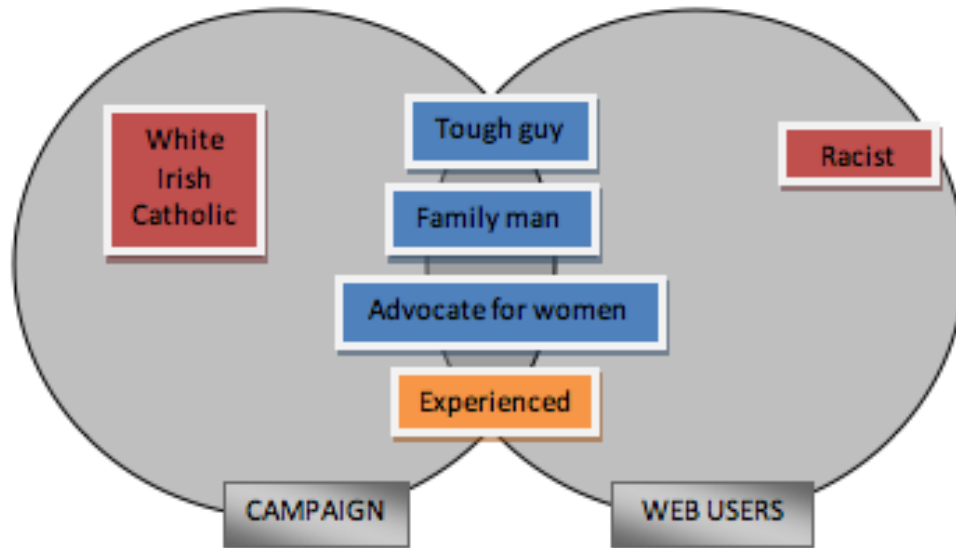 White
Irish
Catholic
Tough guy
Family man
Advocate for women
Experienced
Racist
CAMPAIGN
WEB USERS